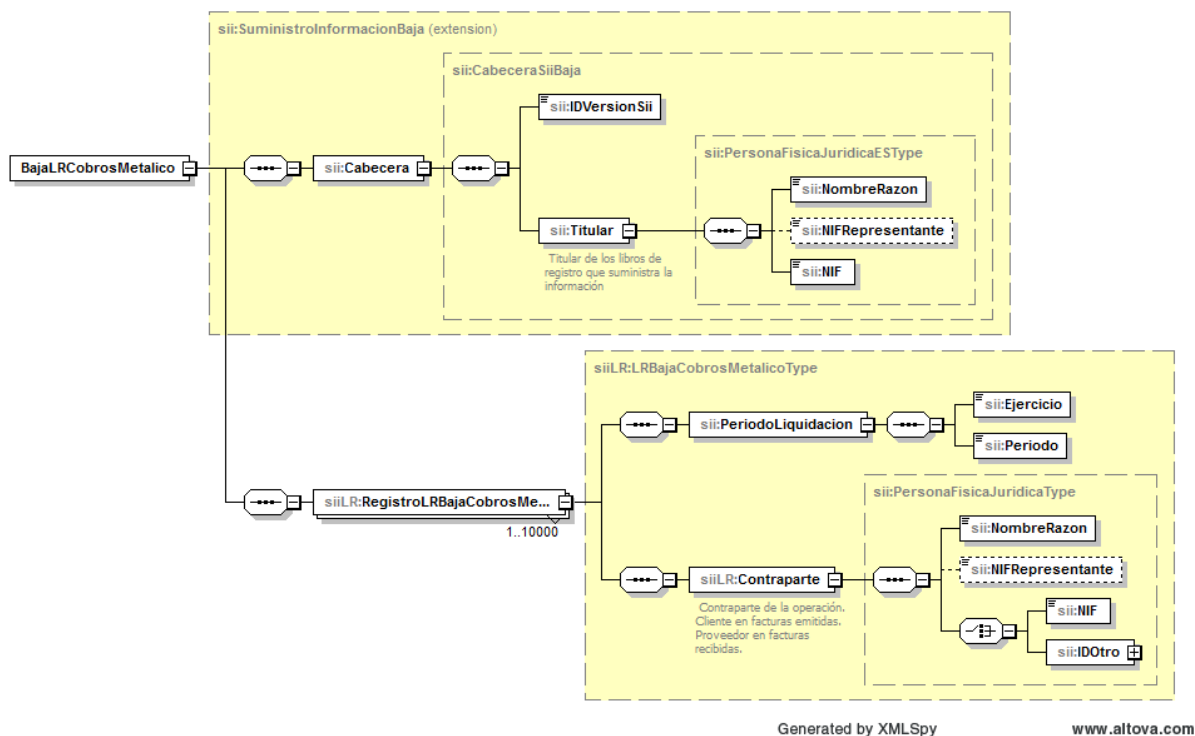 sii:SuministroInformacionBaja (extension)
sii:CabeceraSiiBaja
sii:IDVersionSii
sii:PersonaFisicaJuridicaESType
BajaLRCobrosMetalico
sii:Cabecera
sii:NombreRazon
sii:Titular
sii:NIFRepresentante
Titular de los libros de
registro que suministra la
información
sii:NIF
siiLR:LRBajaCobrosMetalicoType
sii:PeriodoLiquidacion
sii:Ejercicio
sii:Periodo
siiLR:RegistroLRBajaCobrosMe...
1..10000
sii:PersonaFisicaJuridicaType
sii:NombreRazon
siiLR:Contraparte
sii:NIFRepresentante
Contraparte de la operación.
Cliente en facturas emitidas.
Proveedor en facturas
recibidas.
sii:NIF
sii:IDOtro
Generated by XMLSpy
www.altova.com